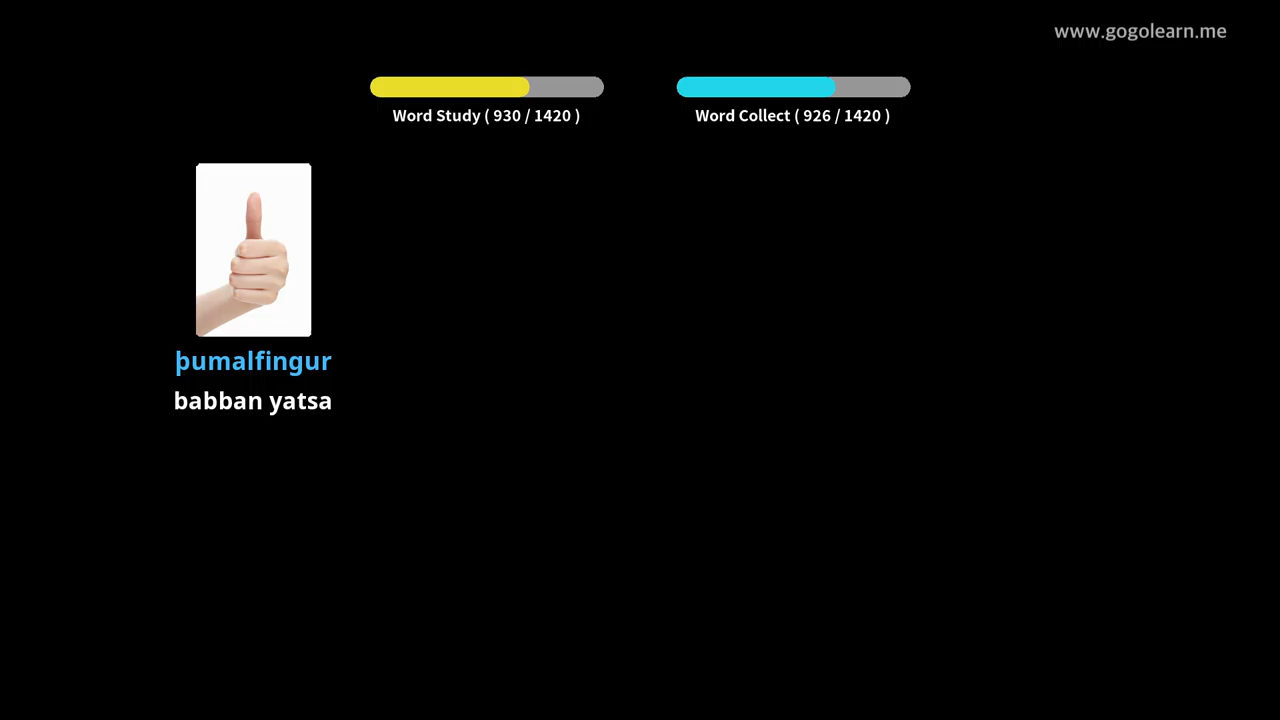 www.gogolearn.me
Word Study ( 930 / 1420 )
Word Collect ( 926 / 1420 )
þumalfingur
babban yatsa